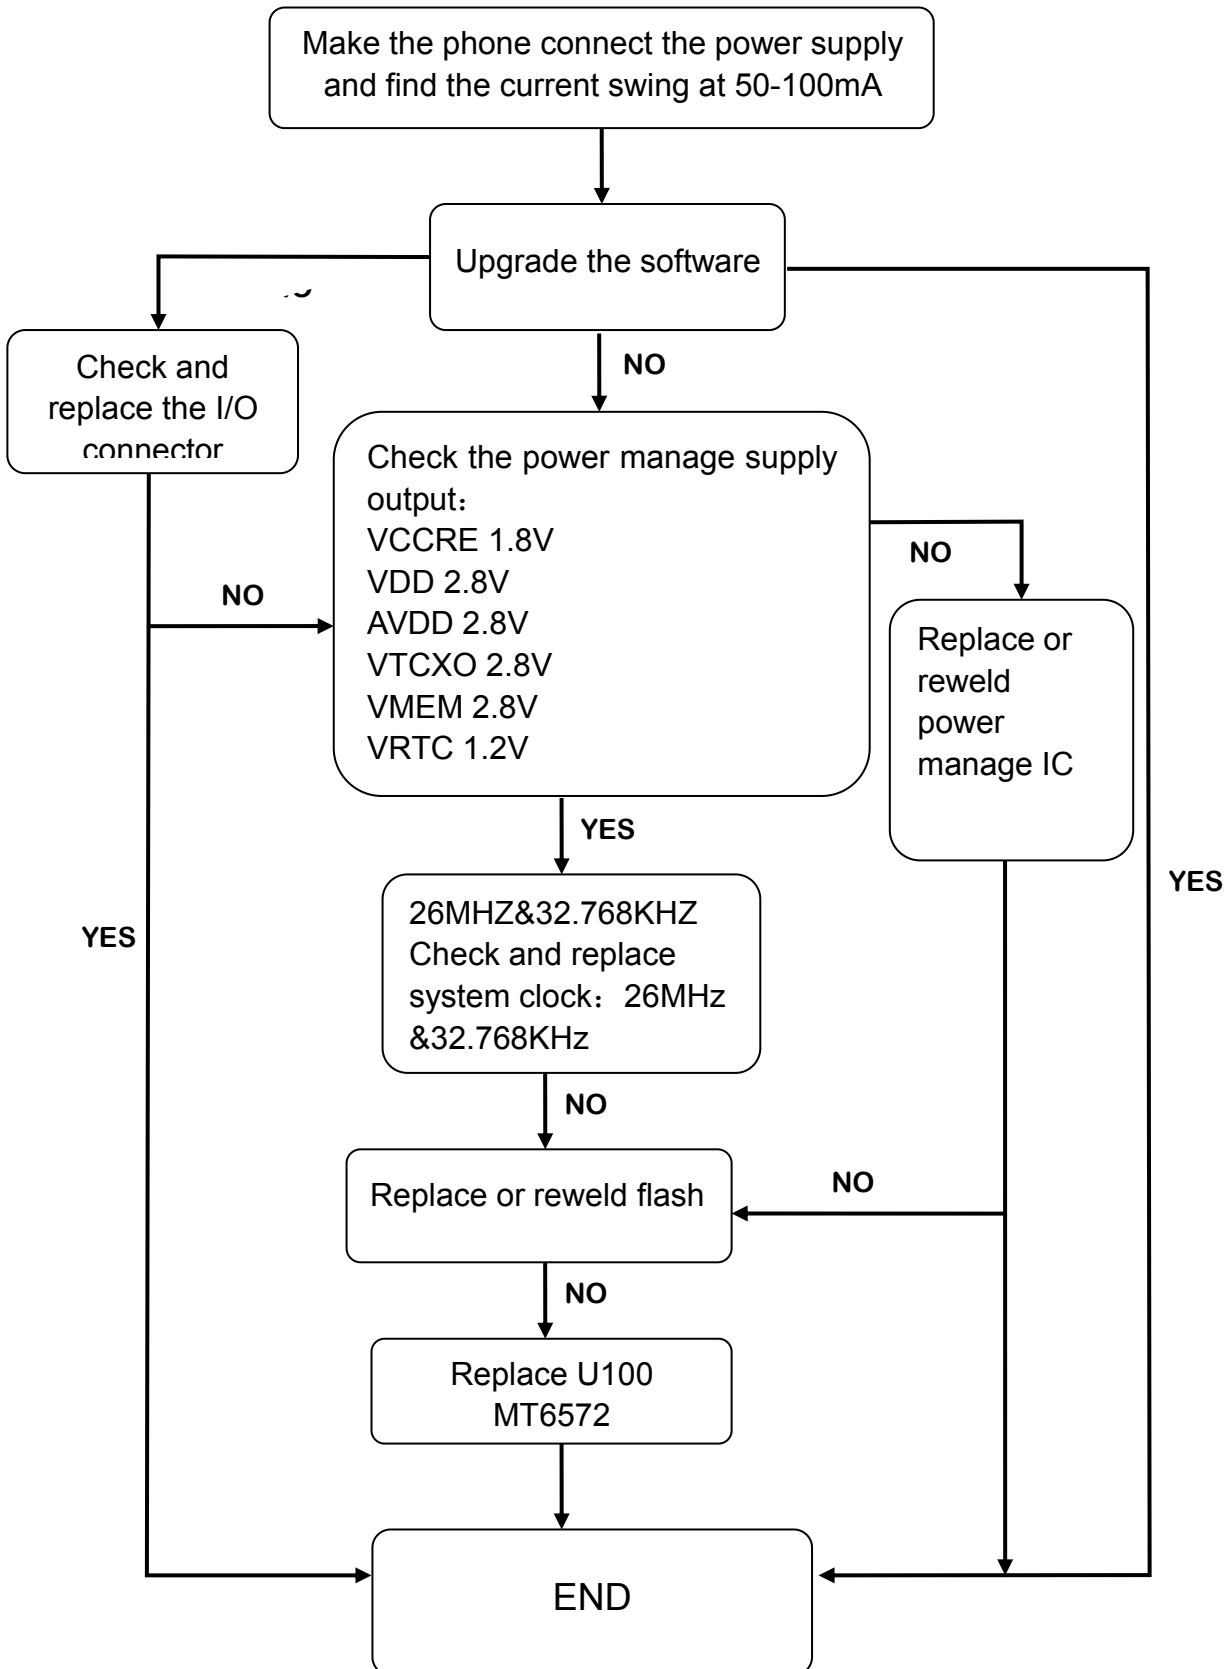 Make the phone connect the power supply
and find the current swing at 50-100mA
Upgrade the software
NO
Check and
replace the I/O
connector
Check the power manage supply
output：
VCCRE 1.8V
VDD 2.8V
AVDD 2.8V
VTCXO 2.8V
VMEM 2.8V
VRTC 1.2V
NO
NO
Replace or
reweld
power
manage IC
YES
YES
YES
26MHZ&32.768KHZ
Check and replace
system clock：26MHz
&32.768KHz
NO
Replace or reweld flash
NO
NO
Replace U100
MT6572
END